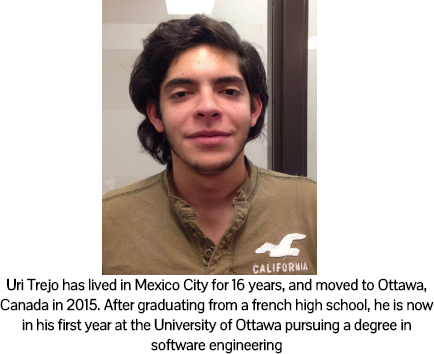 CALIFORNIA
Uri Trejo has lived in Mexico City for 16 years, and moved to Ottawa,
Canada in 2015. After graduating from a french high school, he is now
in his first year at the University of Ottawa pursuing a degree in
software engineering